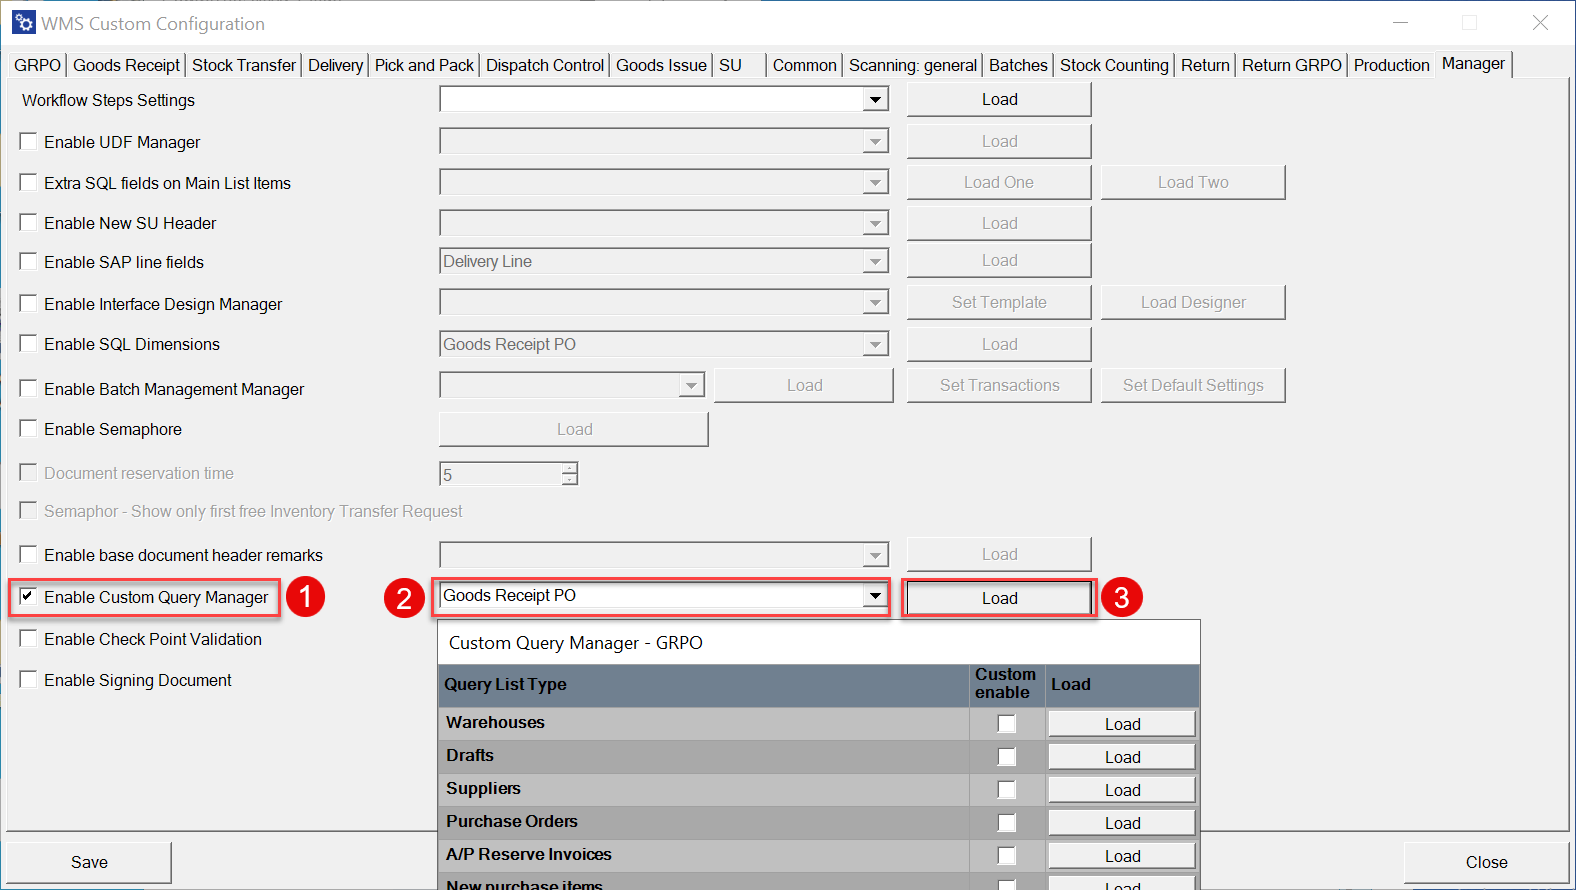 WMS Custom Configuration
GRPO Goods Receipt Stock Transfer Delivery Pick and Pack Dispatch Control Goods Issue SU Common Scanning: general Batches Stock Counting Return Return GRPO Production Manager
Workflow Steps Settings Load
Enable UDF Manager Load
Extra SQL fields on Main List Items Load One Load Two
Enable New SU Header Load
Enable SAP line fields Delivery Line Load
Enable Interface Design Manager Set Template Load Designer
Enable SQL Dimensions Goods Receipt PO Load
Enable Batch Management Manager Load Set Transactions Set Default Settings
Enable Semaphore Load
Document reservation time 5
Semaphor - Show only first free Inventory Transfer Request
Enable base document header remarks Load
Enable Custom Query Manager 1 2 Goods Receipt PO Load 3
Enable Check Point Validation
Enable Signing Document
Custom Query Manager - GRPO
Query List Type Custom enable Load
Warehouses Load
Drafts Load
Suppliers Load
Purchase Orders Load
A/P Reserve Invoices Load
New purchase items Load
Save Close